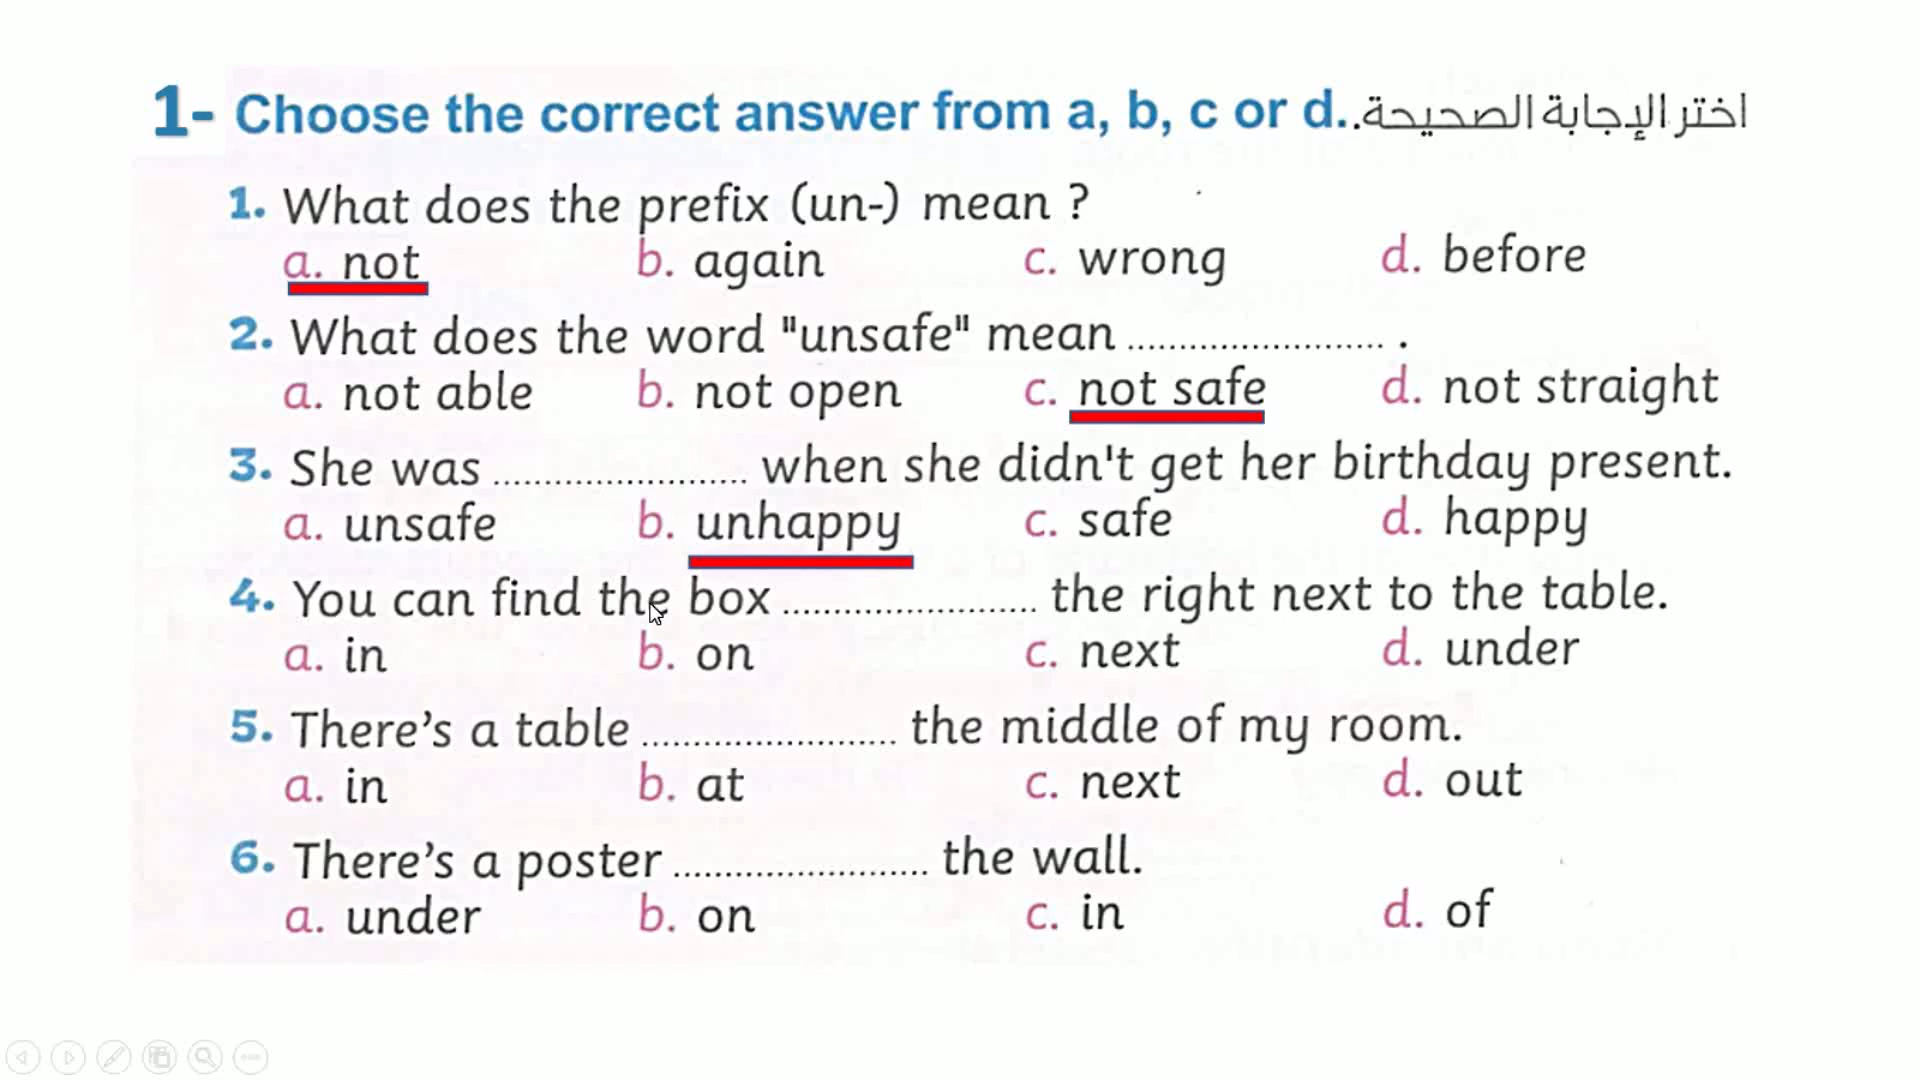 1- Choose the correct answer from a, b, c or d. اختر الإجابة الصحيحة.
1. What does the prefix (un-) mean ?
a. not b. again c. wrong d. before
2. What does the word "unsafe" mean ........................ .
a. not able b. not open c. not safe d. not straight
3. She was ........................ when she didn't get her birthday present.
a. unsafe b. unhappy c. safe d. happy
4. You can find the box ........................ the right next to the table.
a. in b. on c. next d. under
5. There’s a table ........................ the middle of my room.
a. in b. at c. next d. out
6. There’s a poster ........................ the wall.
a. under b. on c. in d. of